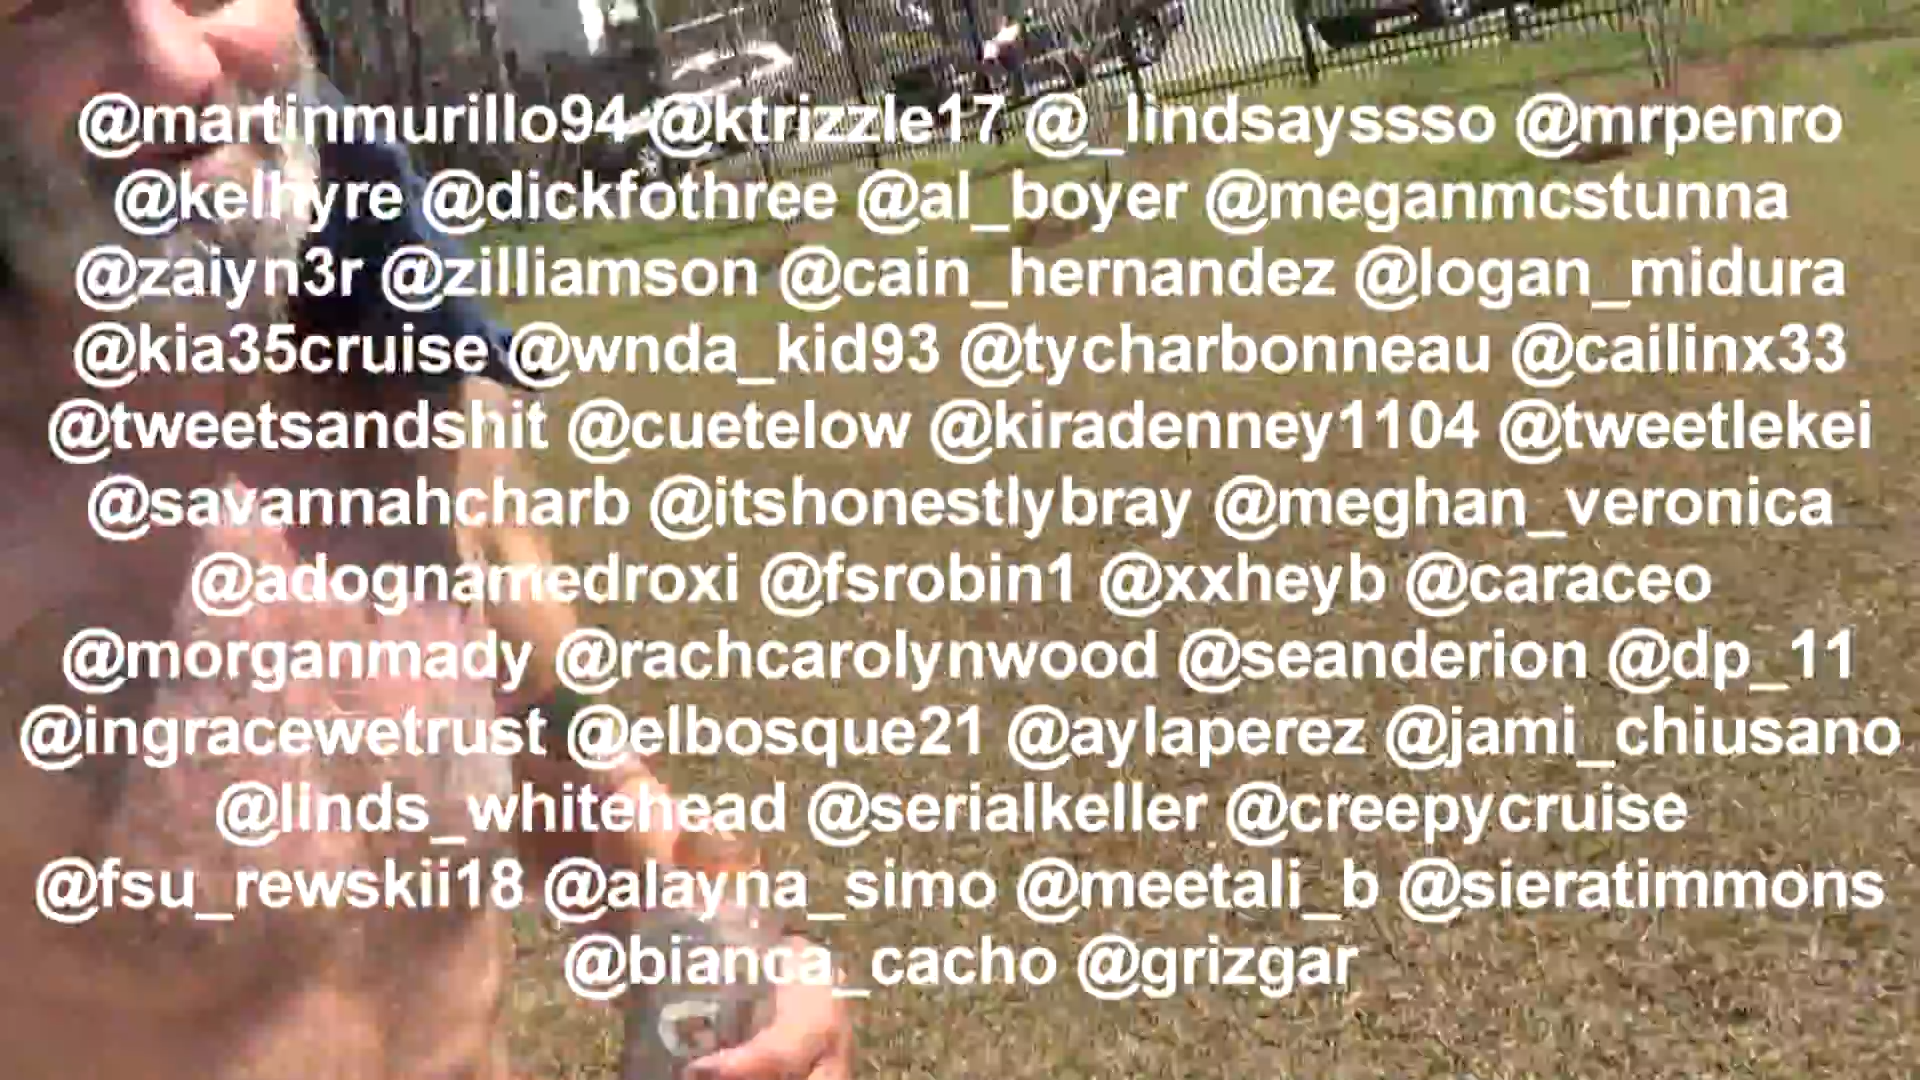 @martinmurillo94 @ktrizzle17 @_lindsayssso @mrpenro
@kelhyre @dickfothree @al_boyer @meganmcstunna
@zaiyn3r @zilliamson @cain_hernandez @logan_midura
@kia35cruise @wnda_kid93 @tycharbonneau @cailinx33
@tweetsandshit @cuetelow @kiradenney1104 @tweetlekei
@savannahcharb @itshonestlybray @meghan_veronica
@adognamedroxi @fsrobin1 @xxheyb @caraceo
@morganmady @rachcarolynwood @seanderion @dp_11
@ingracewetrust @elbosque21 @aylaperez @jami_chiusano
@linds_whitehead @serialkeller @creepycruise
@fsu_rewskii18 @alayna_simo @meetali_b @sieratimmons
@bianca_cacho @grizgar